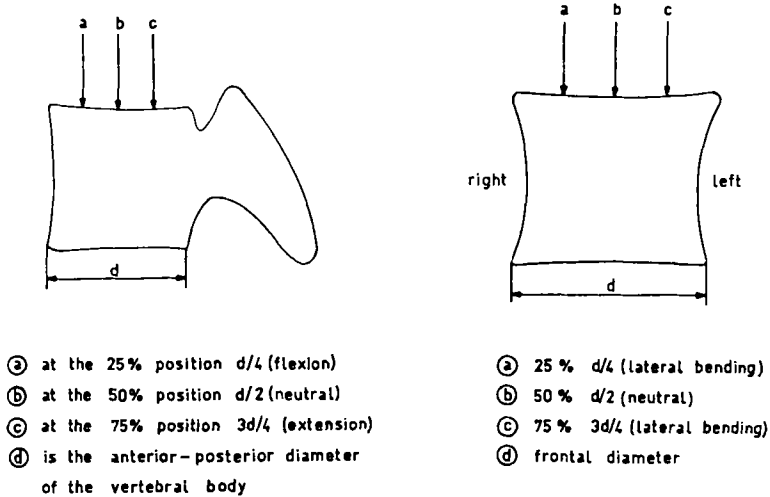 a b c
d
ⓐ at the 25% position d/4 (flexion)
ⓑ at the 50% position d/2 (neutral)
ⓒ at the 75% position 3d/4 (extension)
ⓓ is the anterior-posterior diameter
of the vertebral body
a b c
right left
d
ⓐ 25 % d/4 (lateral bending)
ⓑ 50 % d/2 (neutral)
ⓒ 75 % 3d/4 (lateral bending)
ⓓ frontal diameter